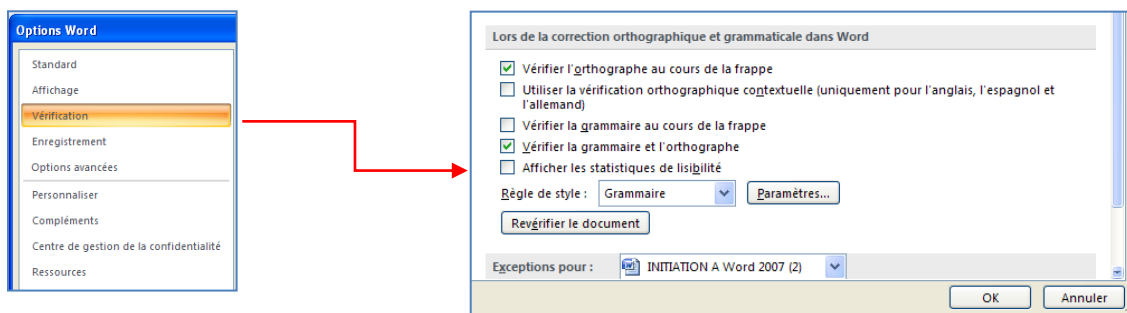 Options Word
Standard
Affichage
Vérification
Enregistrement
Options avancées
Personnaliser
Compléments
Centre de gestion de la confidentialité
Ressources
Lors de la correction orthographique et grammaticale dans Word
Vérifier l'orthographe au cours de la frappe
Utiliser la vérification orthographique contextuelle (uniquement pour l'anglais, l'espagnol et
l'allemand)
Vérifier la grammaire au cours de la frappe
Vérifier la grammaire et l'orthographe
Afficher les statistiques de lisibilité
Règle de style : Grammaire Paramètres...
Revérifier le document
Exceptions pour : INITIATION A Word 2007 (2)
OK Annuler